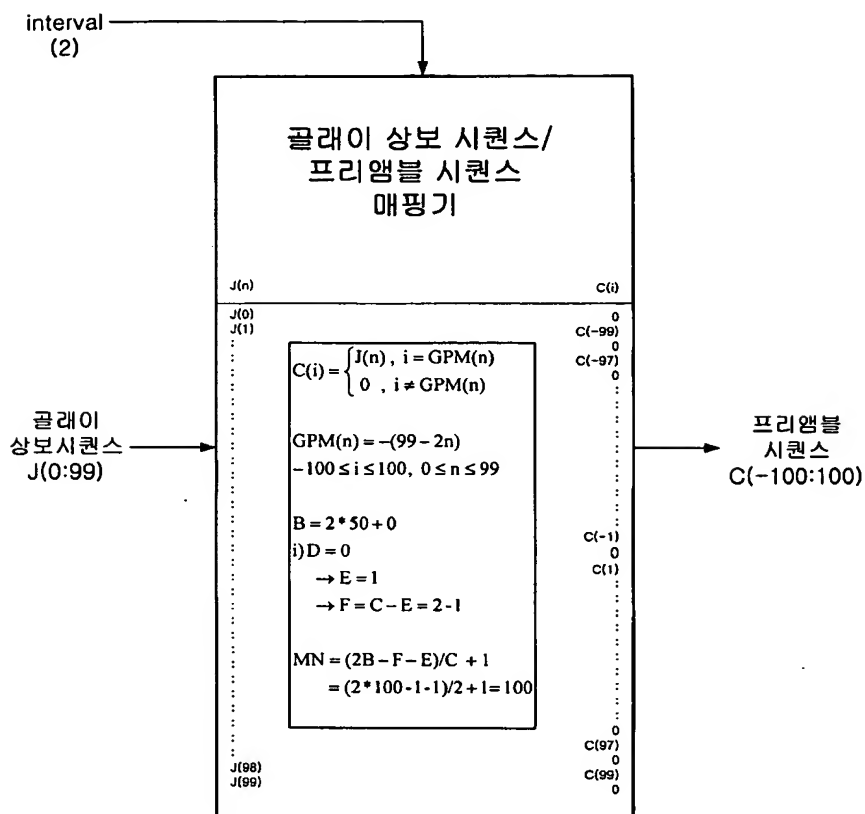 interval
(2)
골래이 상보 시퀀스/
프리앰블 시퀀스
매핑기
J(n) C(i)
J(0) 0
J(1) C(-99)
0
C(-97)
0
C(i) = { J(n) , i = GPM(n)
0 , i ≠ GPM(n)
GPM(n) = -(99 - 2n)
-100 ≤ i ≤ 100, 0 ≤ n ≤ 99
골래이
상보시퀀스
J(0:99)
프리앰블
시퀀스
C(-100:100)
B = 2 * 50 + 0
i) D = 0
→ E = 1
→ F = C - E = 2 - 1
C(-1)
0
C(1)
MN = (2B - F - E)/C + 1
= (2 * 100 - 1 - 1)/2 + 1 = 100
0
C(97)
J(98) 0
J(99) C(99)
0